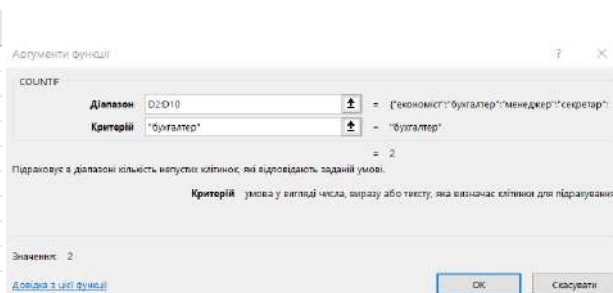 Аргументи функції ? ×
COUNTIF
Діапазон D2:D10 = {"економіст":"бухгалтер":"менеджер":"секретар":
Критерій "бухгалтер" = "бухгалтер"
= 2
Підраховує в діапазоні кількість непустих клітинок, які відповідають заданій умові.
Критерій умова у вигляді числа, виразу або тексту, яка визначає клітинки для підрахування
Значення: 2
Довідка з цієї функції OK Скасувати